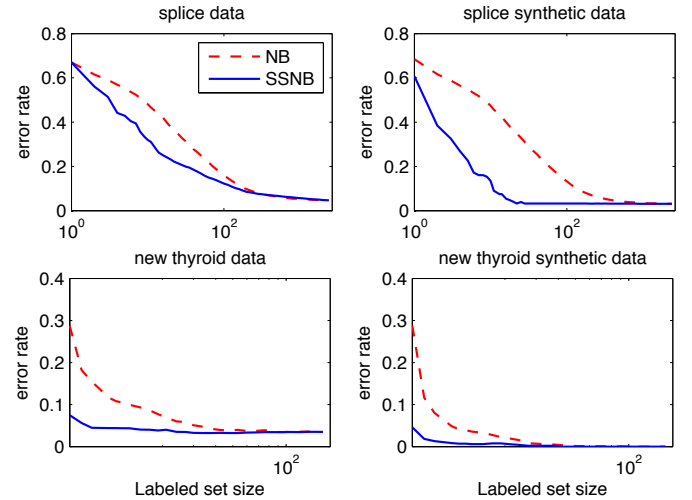 splice data
error rate
0.8
0.6
0.4
0.2
0
10^0
10^2
NB
SSNB
splice synthetic data
error rate
0.8
0.6
0.4
0.2
0
10^0
10^2
new thyroid data
error rate
0.4
0.3
0.2
0.1
0
10^2
Labeled set size
new thyroid synthetic data
error rate
0.4
0.3
0.2
0.1
0
10^2
Labeled set size